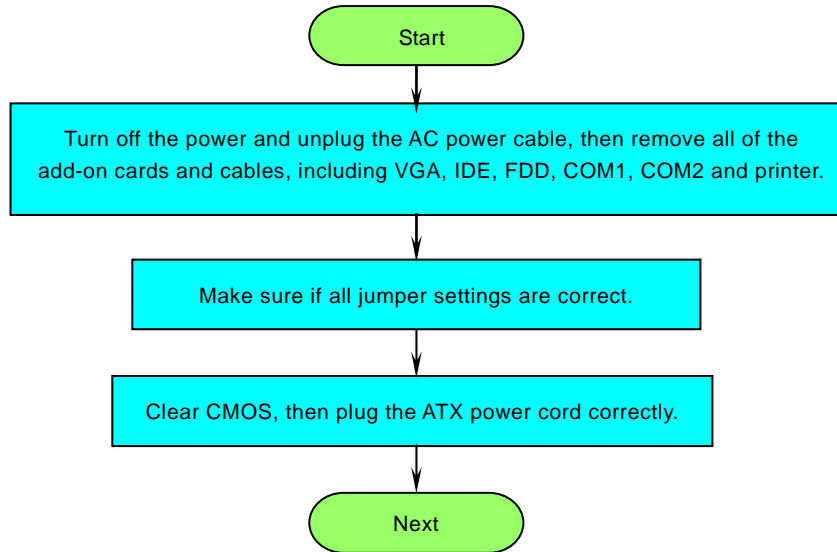 Start
Turn off the power and unplug the AC power cable, then remove all of the
add-on cards and cables, including VGA, IDE, FDD, COM1, COM2 and printer.
Make sure if all jumper settings are correct.
Clear CMOS, then plug the ATX power cord correctly.
Next